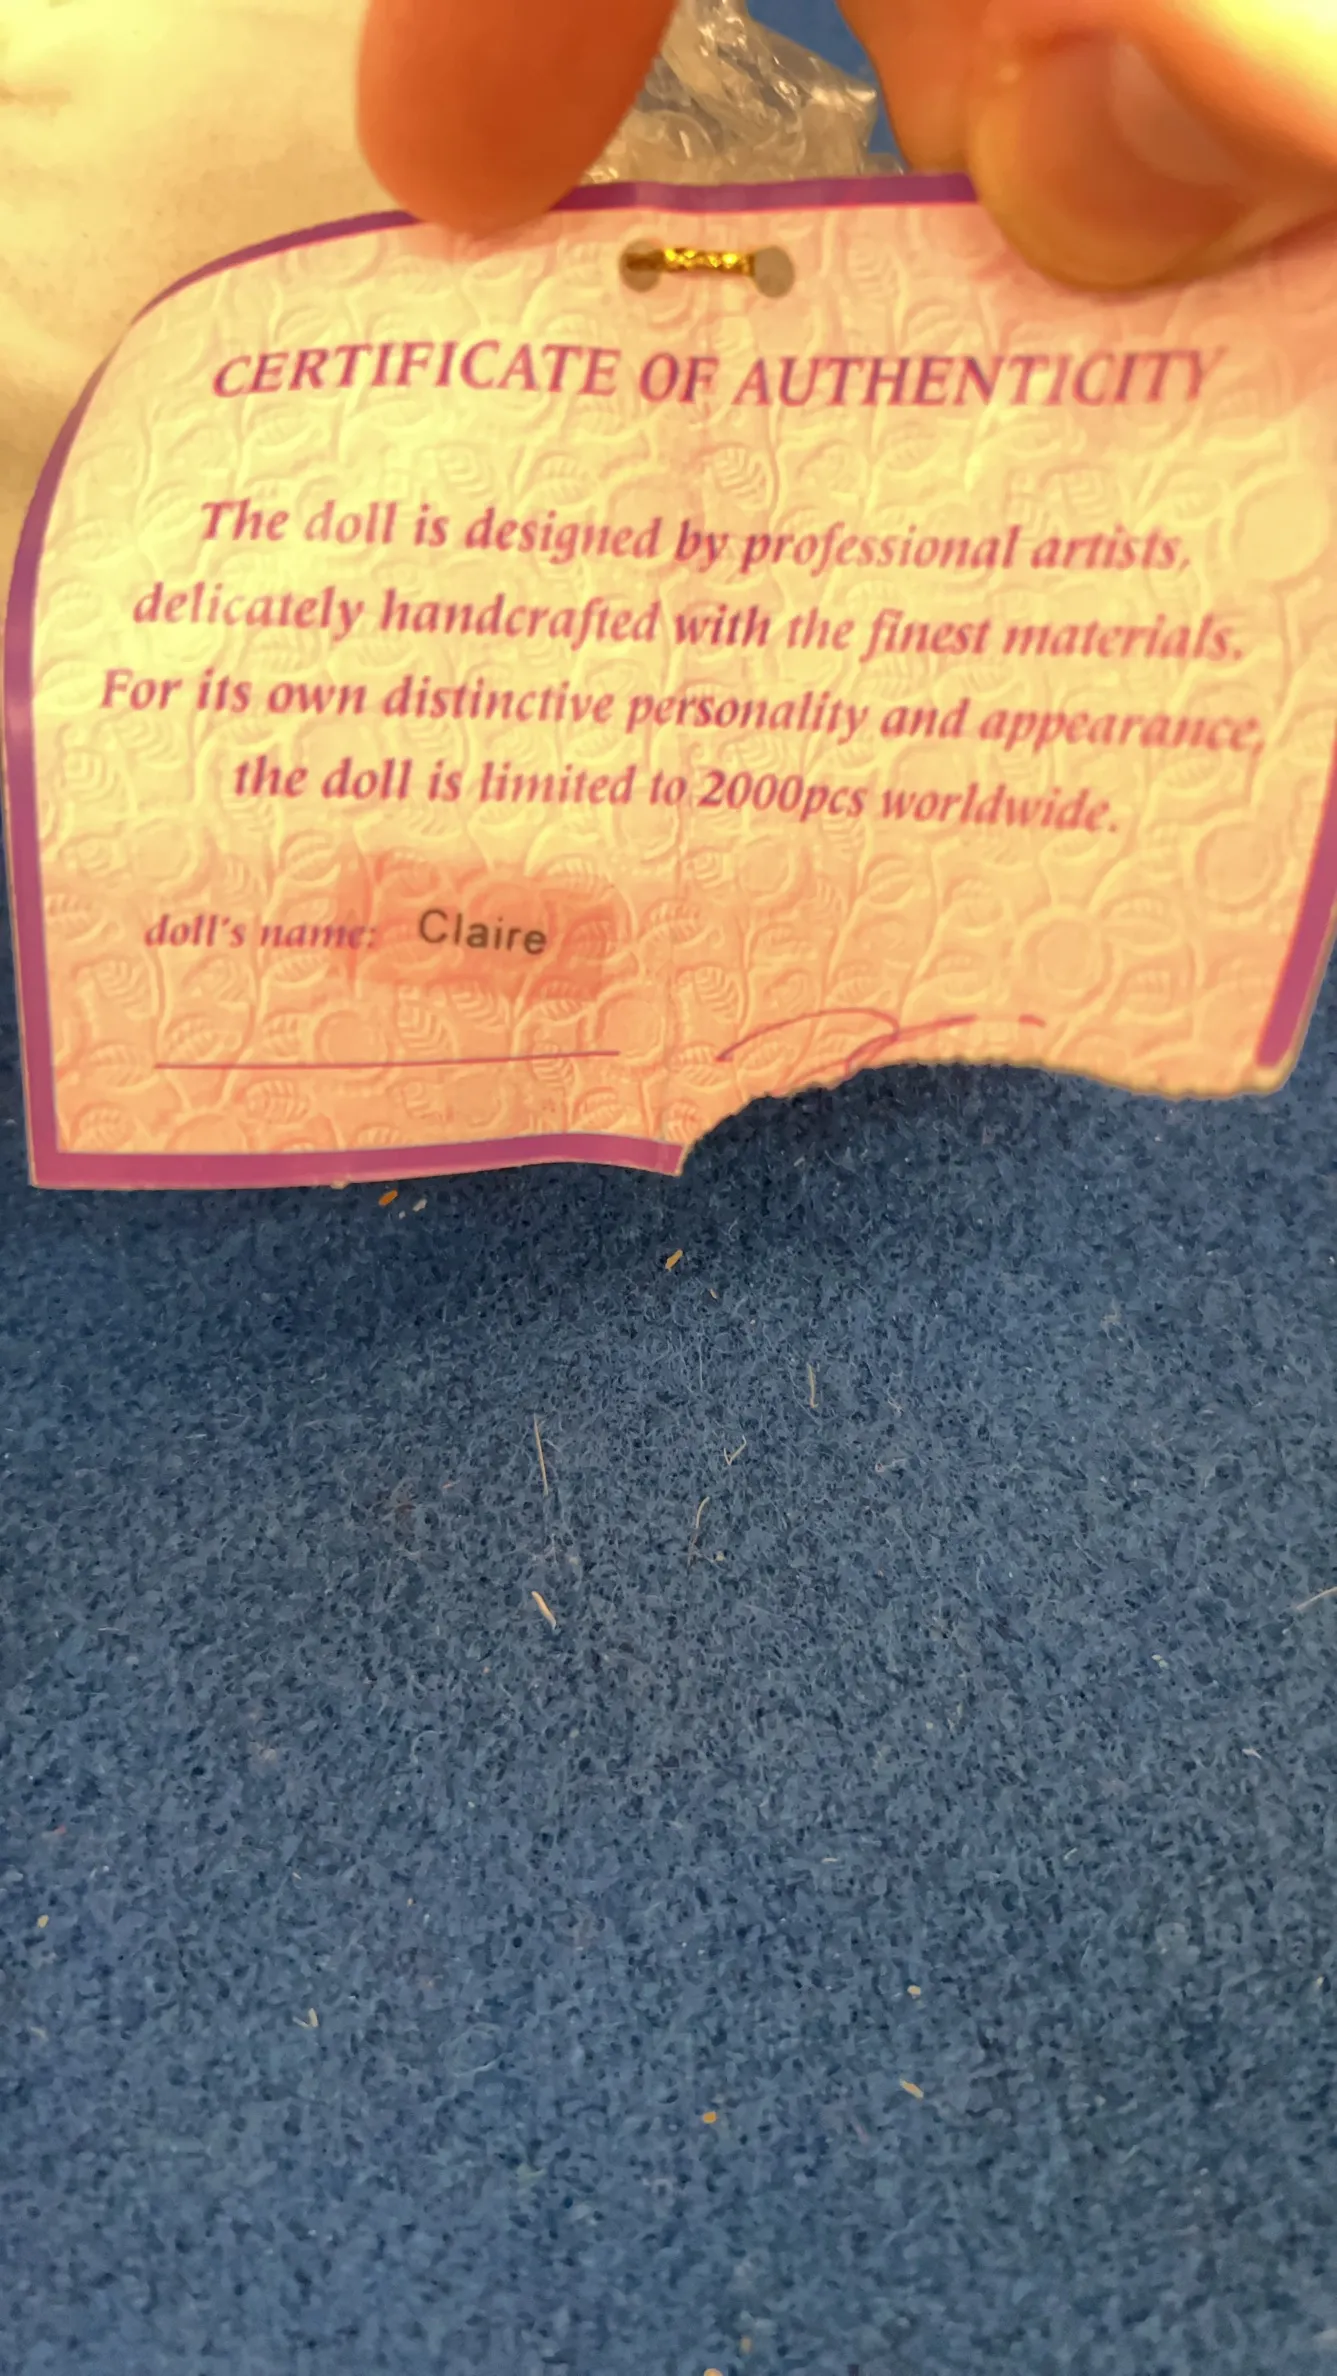 CERTIFICATE OF AUTHENTICITY
The doll is designed by professional artists,
delicately handcrafted with the finest materials.
For its own distinctive personality and appearance,
the doll is limited to 2000pcs worldwide.
doll's name: Claire